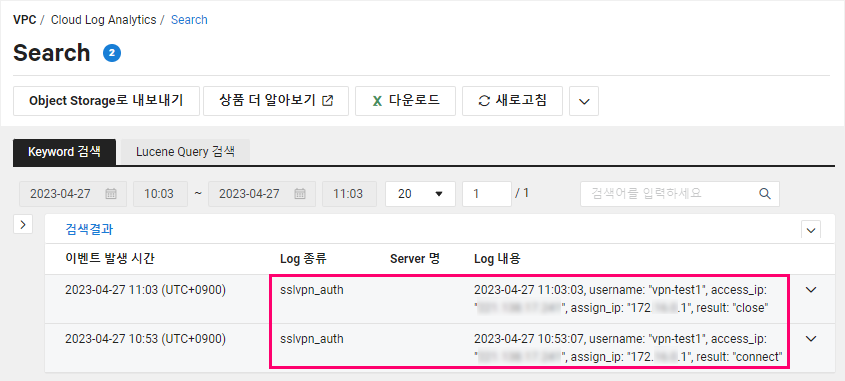 VPC / Cloud Log Analytics / Search
Search 2
Object Storage로 내보내기 상품 더 알아보기 X 다운로드 새로고침
Keyword 검색 Lucene Query 검색
2023-04-27 10:03 ~ 2023-04-27 11:03 20 1 / 1 검색어를 입력하세요
검색결과
이벤트 발생 시간 Log 종류 Server 명 Log 내용
2023-04-27 11:03 (UTC+0900) sslvpn_auth 2023-04-27 11:03:03, username: "vpn-test1", access_ip:
" ", assign_ip: "172. .1", result: "close"
2023-04-27 10:53 (UTC+0900) sslvpn_auth 2023-04-27 10:53:07, username: "vpn-test1", access_ip:
" ", assign_ip: "172. .1", result: "connect"